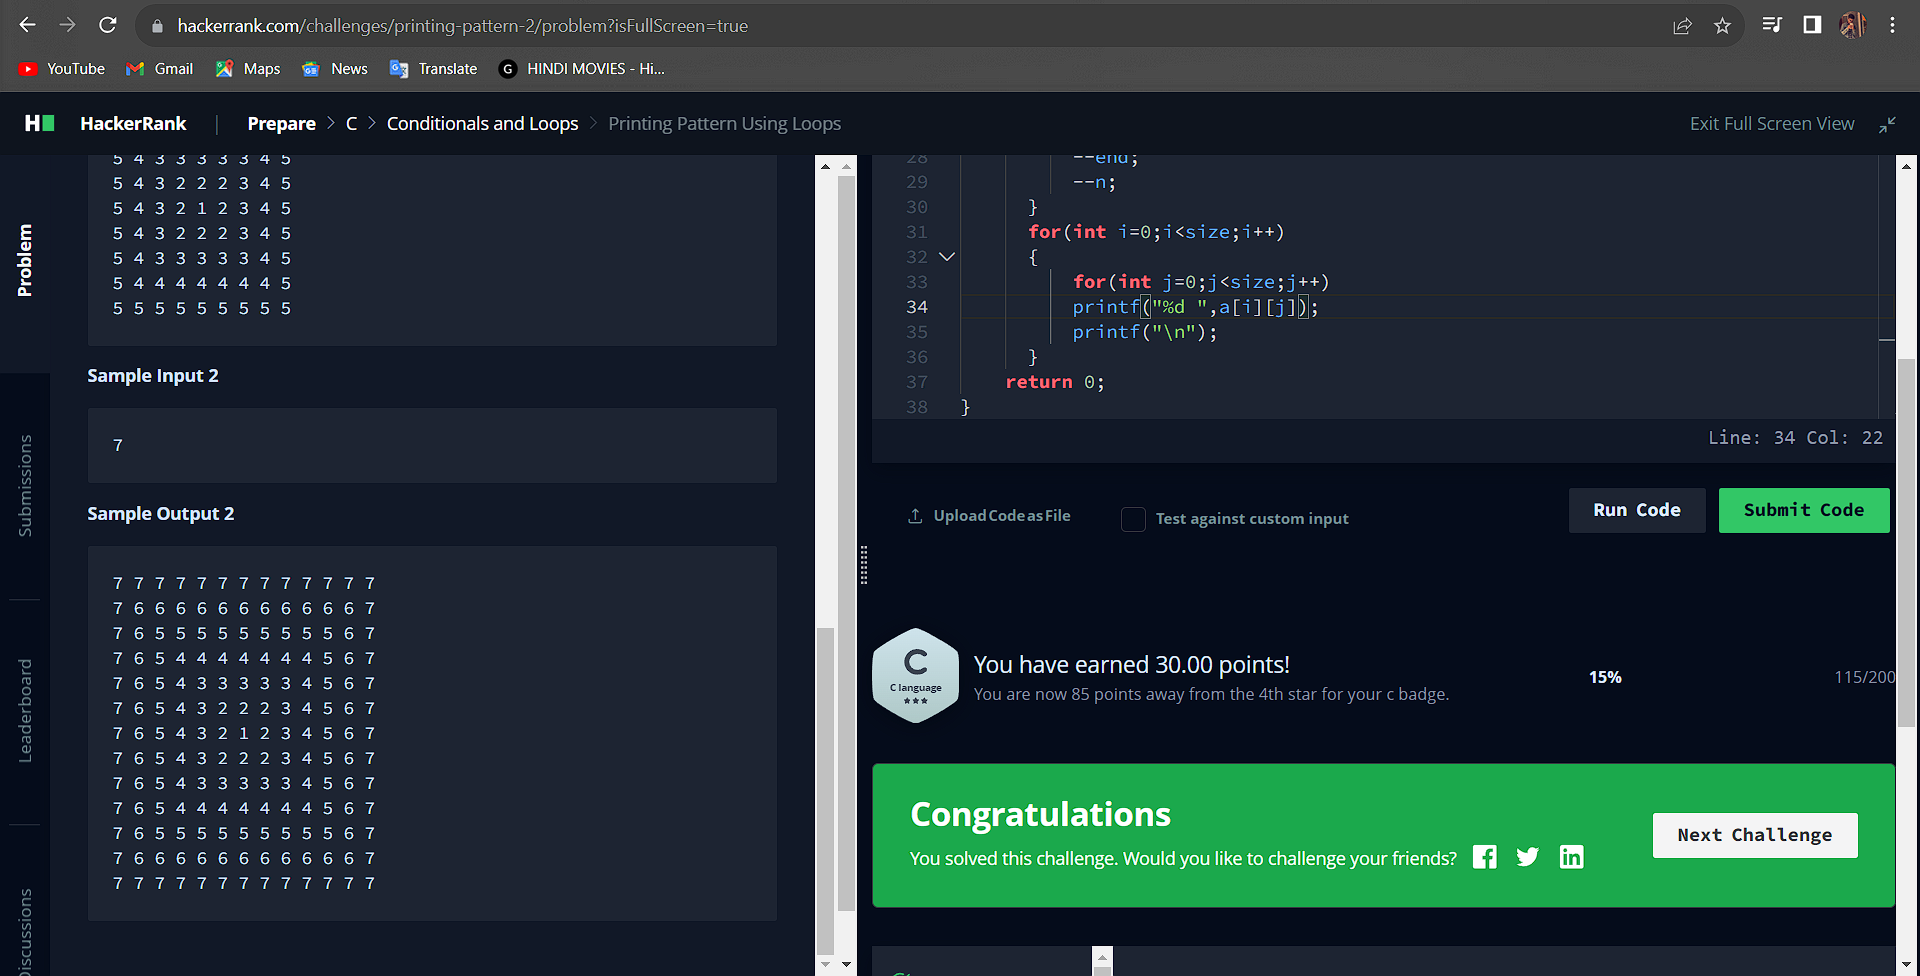 hackerrank.com/challenges/printing-pattern-2/problem?isFullScreen=true
YouTube Gmail Maps News Translate G HINDI MOVIES - Hi...
H HackerRank | Prepare > C > Conditionals and Loops > Printing Pattern Using Loops Exit Full Screen View
Problem
Submissions
Leaderboard
Discussions
5 4 3 3 3 3 3 4 5
5 4 3 2 2 2 3 4 5
5 4 3 2 1 2 3 4 5
5 4 3 2 2 2 3 4 5
5 4 3 3 3 3 3 4 5
5 4 4 4 4 4 4 4 5
5 5 5 5 5 5 5 5 5
Sample Input 2
7
Sample Output 2
7 7 7 7 7 7 7 7 7 7 7 7 7
7 6 6 6 6 6 6 6 6 6 6 6 7
7 6 5 5 5 5 5 5 5 5 5 6 7
7 6 5 4 4 4 4 4 4 4 5 6 7
7 6 5 4 3 3 3 3 3 4 5 6 7
7 6 5 4 3 2 2 2 3 4 5 6 7
7 6 5 4 3 2 1 2 3 4 5 6 7
7 6 5 4 3 2 2 2 3 4 5 6 7
7 6 5 4 3 3 3 3 3 4 5 6 7
7 6 5 4 4 4 4 4 4 4 5 6 7
7 6 5 5 5 5 5 5 5 5 5 6 7
7 6 6 6 6 6 6 6 6 6 6 6 7
7 7 7 7 7 7 7 7 7 7 7 7 7
28 --end;
29 --n;
30 }
31 for(int i=0;i<size;i++)
32 {
33 for(int j=0;j<size;j++)
34 printf("%d ",a[i][j]);
35 printf("\n");
36 }
37 return 0;
38 }
Line: 34 Col: 22
Upload Code as File Test against custom input Run Code Submit Code
C
C language
You have earned 30.00 points!
You are now 85 points away from the 4th star for your c badge.
15% 115/200
Congratulations
You solved this challenge. Would you like to challenge your friends?
Next Challenge